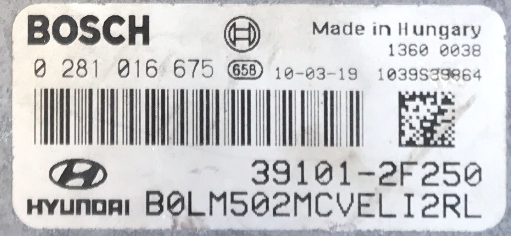 BOSCH
Made in Hungary
1360 0038
0 281 016 675 658 10-03-19 1039S39864
39101-2F250
HYUNDAI B0LM502MCVELI2RL